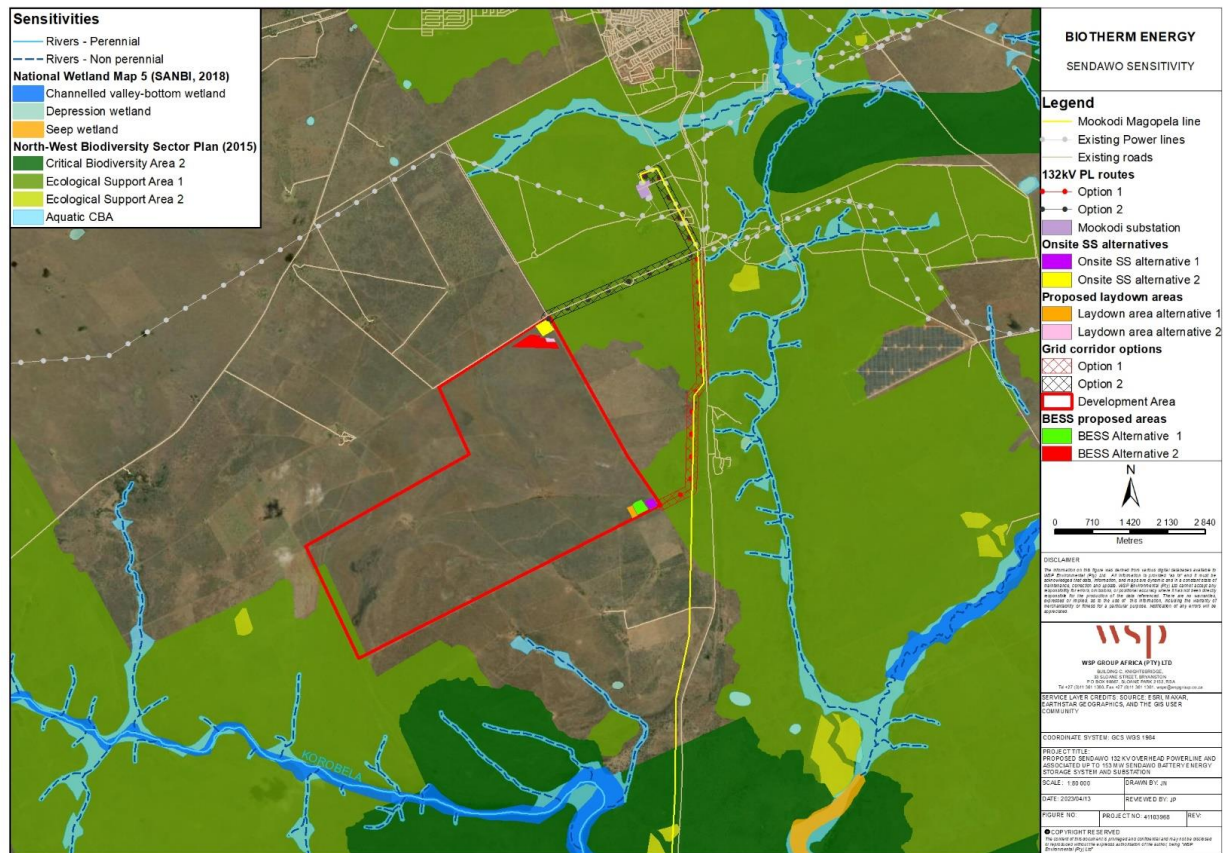 Sensitivities
Rivers - Perennial
Rivers - Non perennial
National Wetland Map 5 (SANBI, 2018)
Channelled valley-bottom wetland
Depression wetland
Seep wetland
North-West Biodiversity Sector Plan (2015)
Critical Biodiversity Area 2
Ecological Support Area 1
Ecological Support Area 2
Aquatic CBA
KOROBELA
BIOTHERM ENERGY
SENDAWO SENSITIVITY
Legend
Mookodi Magopela line
Existing Power lines
Existing roads
132kV PL routes
Option 1
Option 2
Mookodi substation
Onsite SS alternatives
Onsite SS alternative 1
Onsite SS alternative 2
Proposed laydown areas
Laydown area alternative 1
Laydown area alternative 2
Grid corridor options
Option 1
Option 2
Development Area
BESS proposed areas
BESS Alternative 1
BESS Alternative 2
N
0 710 1 420 2 130 2 840
Metres
DISCLAIMER
wsp
WSP GROUP AFRICA (PTY) LTD
SERVICE LAYER CREDITS: SOURCE: ESRI, MAXAR,
EARTHSTAR GEOGRAPHICS, AND THE GIS USER
COMMUNITY
COORDINATE SYSTEM: GCS WGS 1984
PROJECT TITLE:
PROPOSED SENDAWO 132 KV OVERHEAD POWERLINE AND
ASSOCIATED UP TO 153 MW SENDAWO BATTERY ENERGY
STORAGE SYSTEM AND SUBSTATION
SCALE: 1:60 000 DRAWN BY: JN
DATE: 2023/04/13 REVIEWED BY: JP
FIGURE NO: PROJECT NO: 41103968 REV:
© COPYRIGHT RESERVED